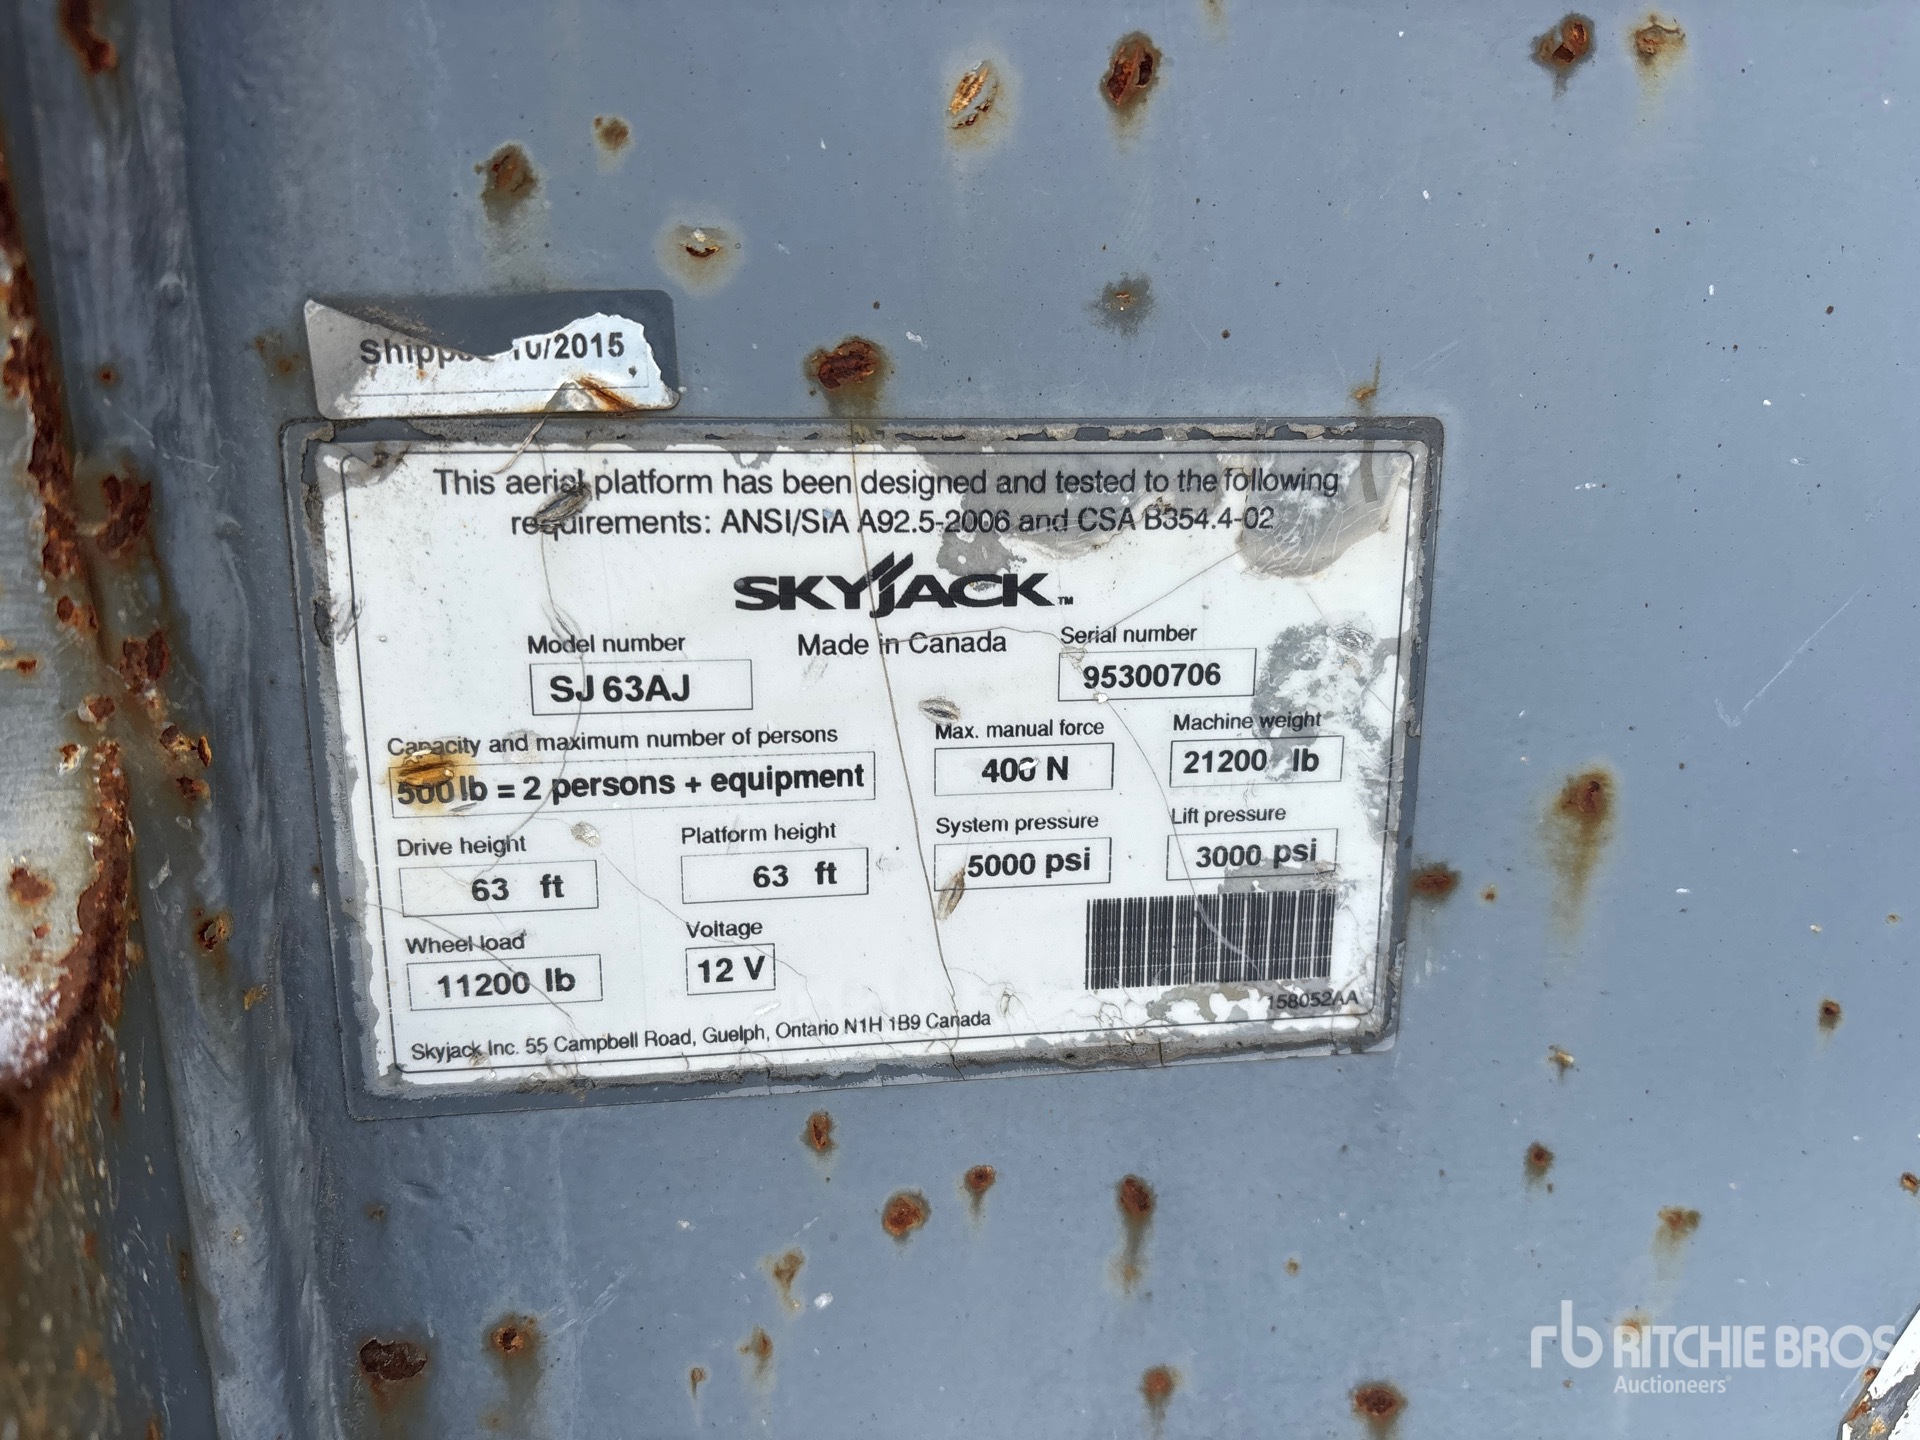 Shipped 10/2015
This aerial platform has been designed and tested to the following
requirements: ANSI/SIA A92.5-2006 and CSA B354.4-02
SKYJACK™
Made in Canada
Model number
SJ 63AJ
Serial number
95300706
Capacity and maximum number of persons
500 lb = 2 persons + equipment
Max. manual force
400 N
Machine weight
21200 lb
Drive height
63 ft
Platform height
63 ft
System pressure
5000 psi
Lift pressure
3000 psi
Wheel load
11200 lb
Voltage
12 V
158052AA
Skyjack Inc. 55 Campbell Road, Guelph, Ontario N1H 1B9 Canada
rb RITCHIE BROS
Auctioneers